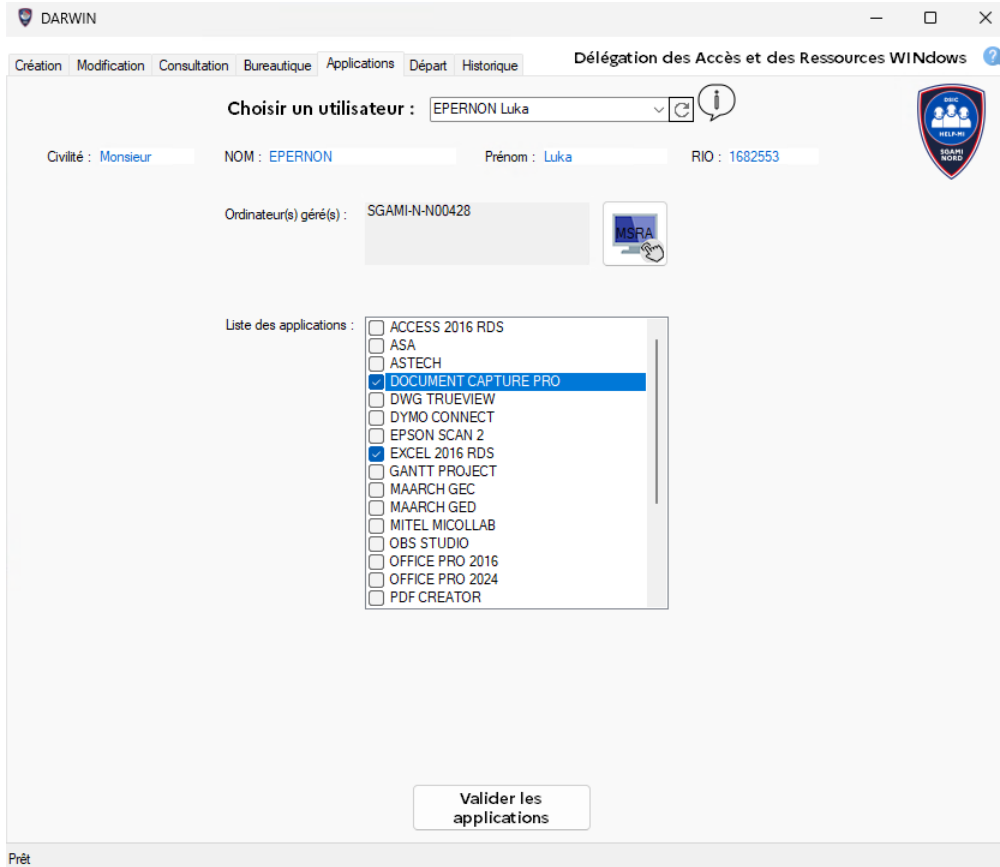 DARWIN
Création Modification Consultation Bureautique Applications Départ Historique
Délégation des Accès et des Ressources WINdows ?
Choisir un utilisateur : EPERNON Luka i
DSIC
HELP-MI
SGAMI
NORD
Civilité : Monsieur NOM : EPERNON Prénom : Luka RIO : 1682553
Ordinateur(s) géré(s) : SGAMI-N-N00428
MSRA
Liste des applications :
ACCESS 2016 RDS
ASA
ASTECH
DOCUMENT CAPTURE PRO
DWG TRUEVIEW
DYMO CONNECT
EPSON SCAN 2
EXCEL 2016 RDS
GANTT PROJECT
MAARCH GEC
MAARCH GED
MITEL MICOLLAB
OBS STUDIO
OFFICE PRO 2016
OFFICE PRO 2024
PDF CREATOR
Valider les
applications
Prêt